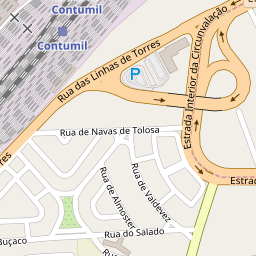 Contumil
Contumil
Rua das Linhas de Torres
P
Estrada Interior da Circunvalação
Rua de Navas de Tolosa
Rua de Almoster
Rua de Valdevez
Estrada
Rua do Salado
Buçaco